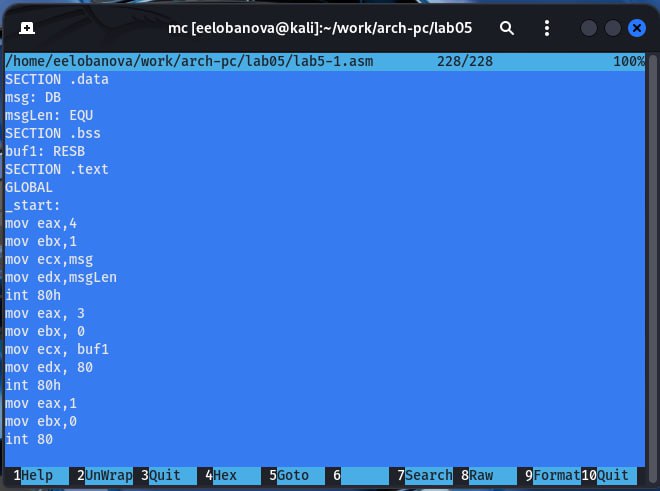 mc [eelobanova@kali]:~/work/arch-pc/lab05
/home/eelobanova/work/arch-pc/lab05/lab5-1.asm 228/228 100%
SECTION .data
msg: DB
msgLen: EQU
SECTION .bss
buf1: RESB
SECTION .text
GLOBAL
_start:
mov eax,4
mov ebx,1
mov ecx,msg
mov edx,msgLen
int 80h
mov eax, 3
mov ebx, 0
mov ecx, buf1
mov edx, 80
int 80h
mov eax,1
mov ebx,0
int 80
1Help 2UnWrap 3Quit 4Hex 5Goto 6 7Search 8Raw 9Format 10Quit